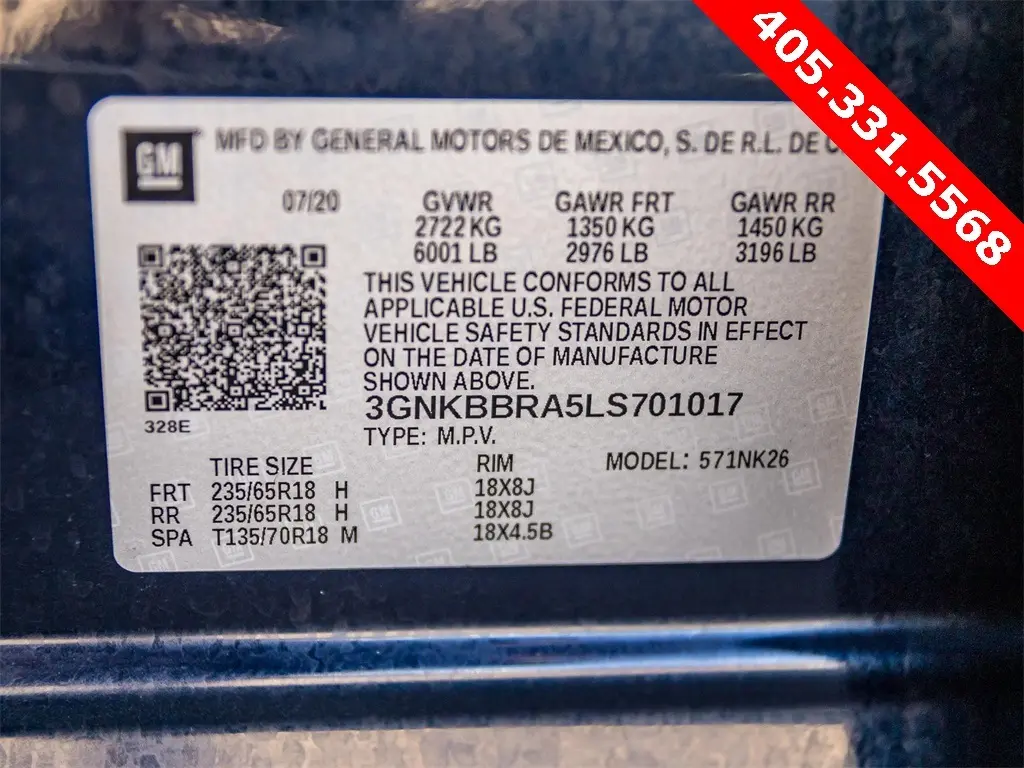 405.331.5568
GM MFD BY GENERAL MOTORS DE MEXICO, S. DE R.L. DE C
07/20 GVWR GAWR FRT GAWR RR
2722 KG 1350 KG 1450 KG
6001 LB 2976 LB 3196 LB
THIS VEHICLE CONFORMS TO ALL
APPLICABLE U.S. FEDERAL MOTOR
VEHICLE SAFETY STANDARDS IN EFFECT
ON THE DATE OF MANUFACTURE
SHOWN ABOVE.
3GNKBBRA5LS701017
328E
TYPE: M.P.V.
TIRE SIZE RIM MODEL: 571NK26
FRT 235/65R18 H 18X8J
RR 235/65R18 H 18X8J
SPA T135/70R18 M 18X4.5B